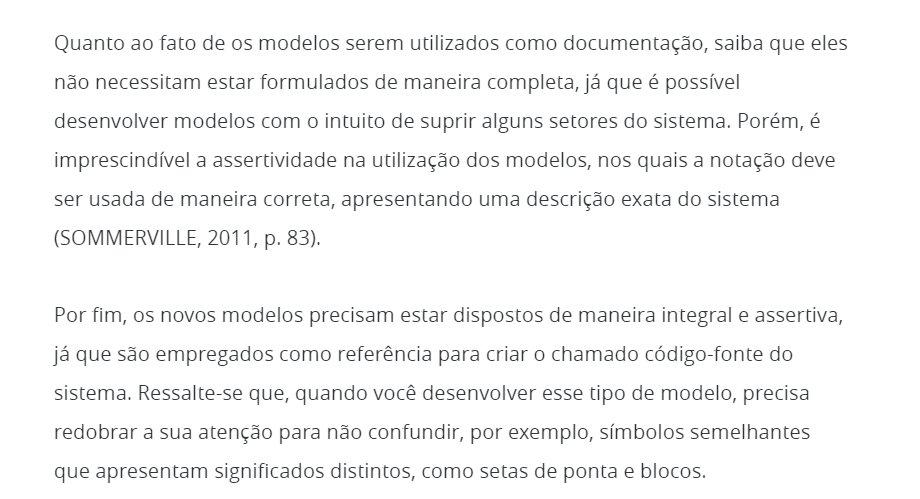 Quanto ao fato de os modelos serem utilizados como documentação, saiba que eles
não necessitam estar formulados de maneira completa, já que é possível
desenvolver modelos com o intuito de suprir alguns setores do sistema. Porém, é
imprescindível a assertividade na utilização dos modelos, nos quais a notação deve
ser usada de maneira correta, apresentando uma descrição exata do sistema
(SOMMERVILLE, 2011, p. 83).
Por fim, os novos modelos precisam estar dispostos de maneira integral e assertiva,
já que são empregados como referência para criar o chamado código-fonte do
sistema. Ressalte-se que, quando você desenvolver esse tipo de modelo, precisa
redobrar a sua atenção para não confundir, por exemplo, símbolos semelhantes
que apresentam significados distintos, como setas de ponta e blocos.